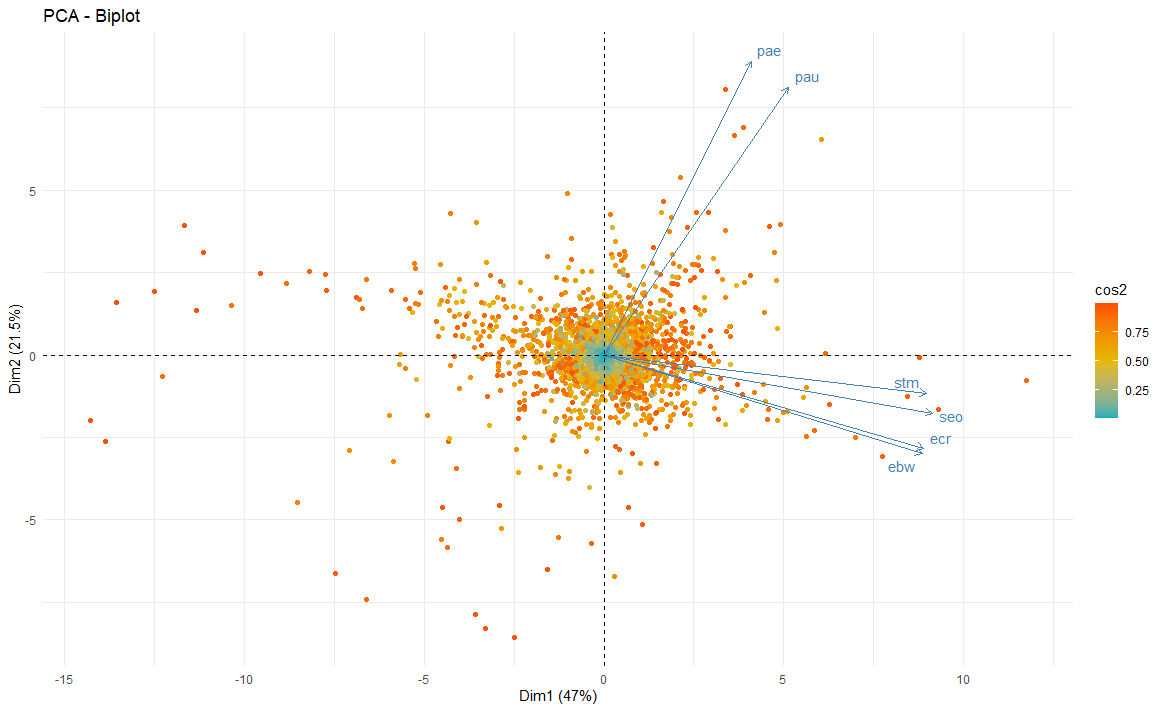 PCA - Biplot
pae
pau
5
0
-5
Dim2 (21.5%)
stm
seo
ecr
ebw
cos2
0.75
0.50
0.25
-15
-10
-5
0
5
10
Dim1 (47%)